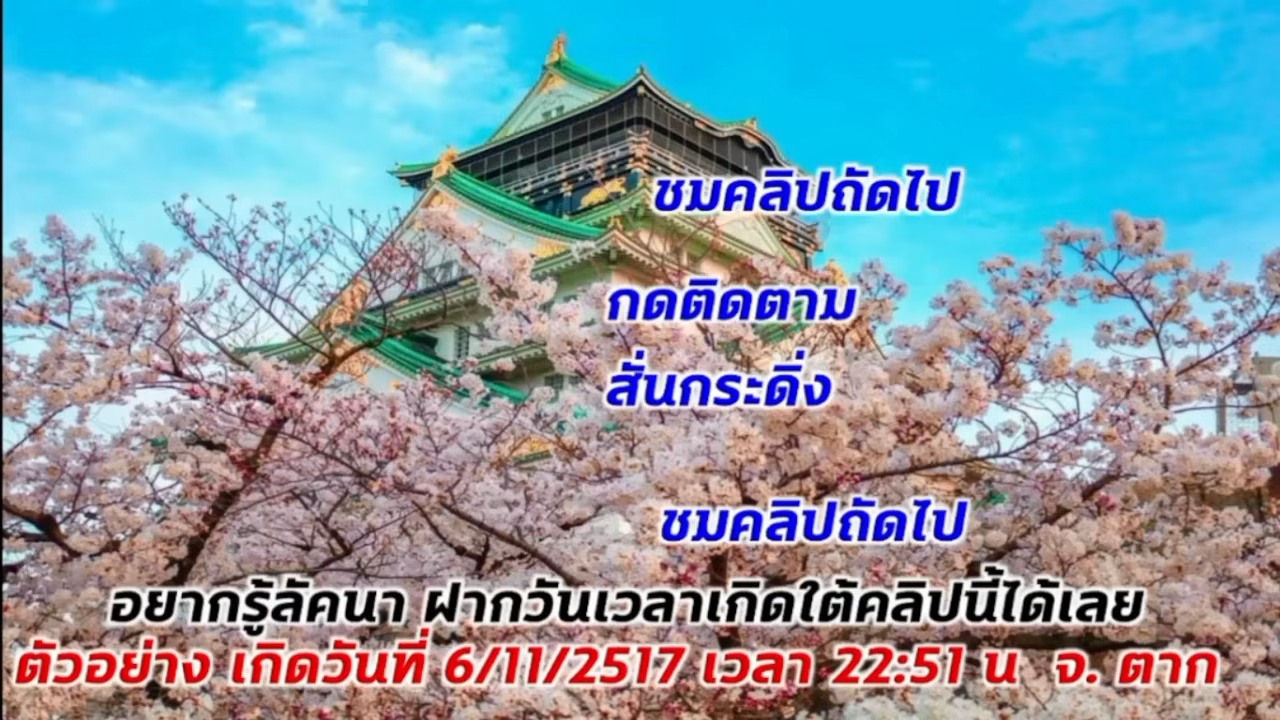 ชมคลิปถัดไป
กดติดตาม
สั่นกระดิ่ง
ชมคลิปถัดไป
อยากรู้ลัคนา ฝากวันเวลาเกิดใต้คลิปนี้ได้เลย
ตัวอย่าง เกิดวันที่ 6/11/2517 เวลา 22:51 น จ. ตาก